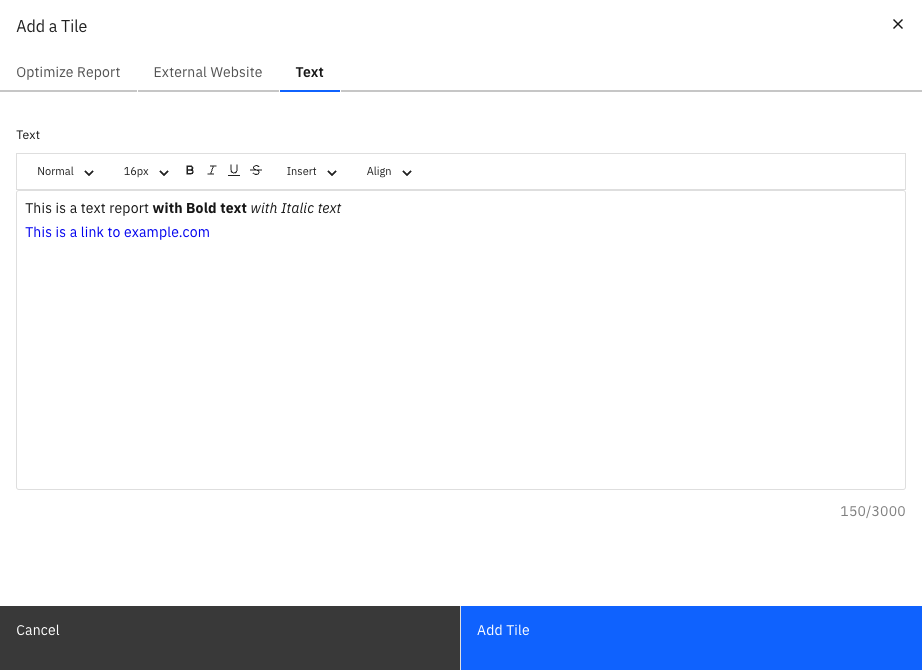 Add a Tile
Optimize Report External Website Text
Text
Normal 16px B I U S Insert Align
This is a text report with Bold text with Italic text
This is a link to example.com
150/3000
Cancel Add Tile